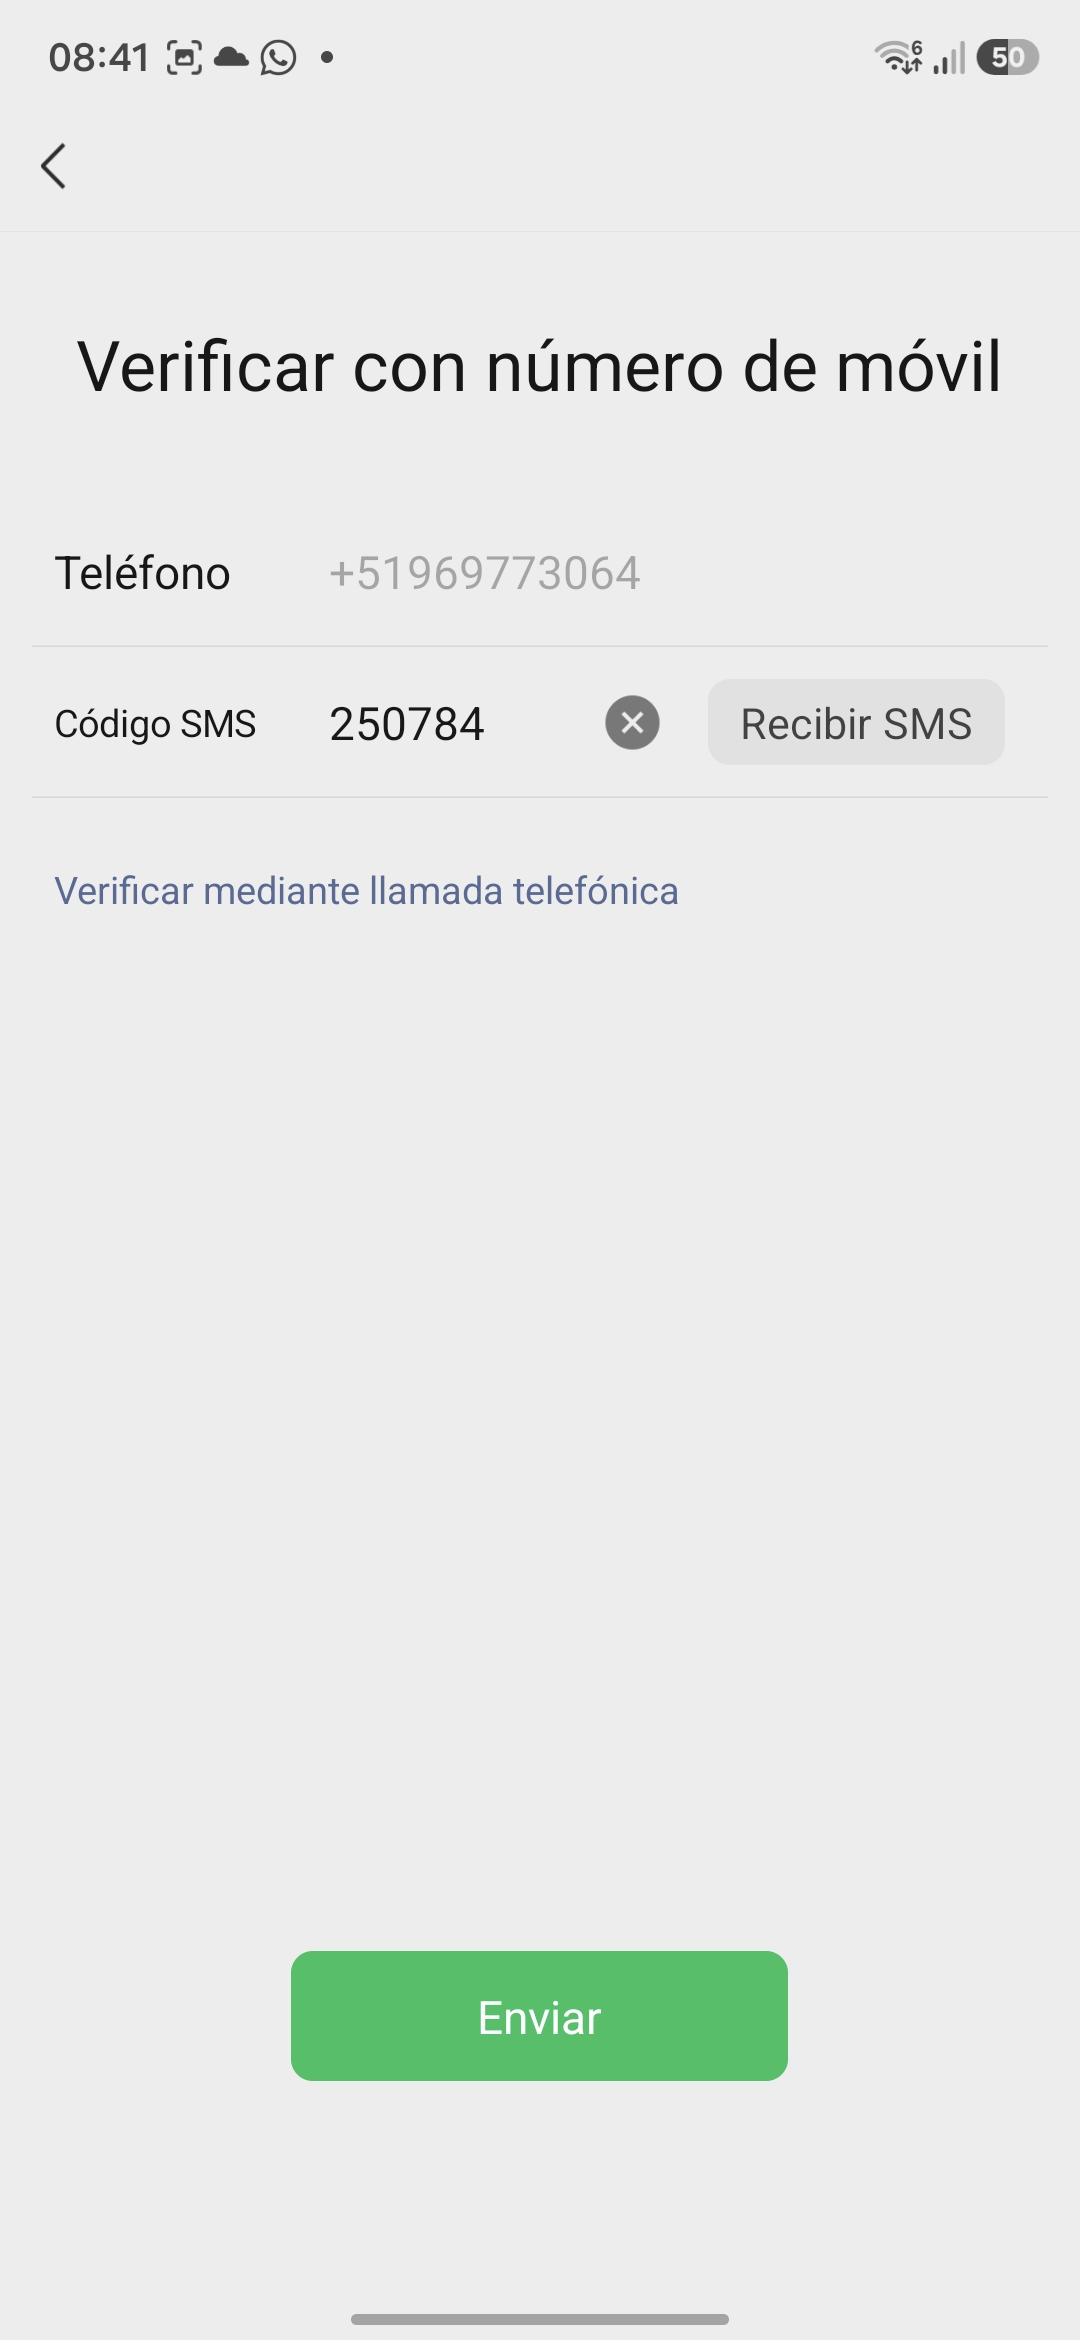 08:41
6
50
Verificar con número de móvil
Teléfono +51969773064
Código SMS 250784 Recibir SMS
Verificar mediante llamada telefónica
Enviar